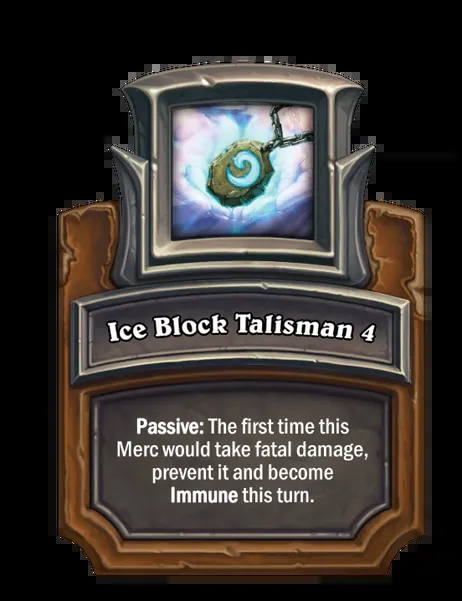 Ice Block Talisman 4
Passive: The first time this
Merc would take fatal damage,
prevent it and become
Immune this turn.